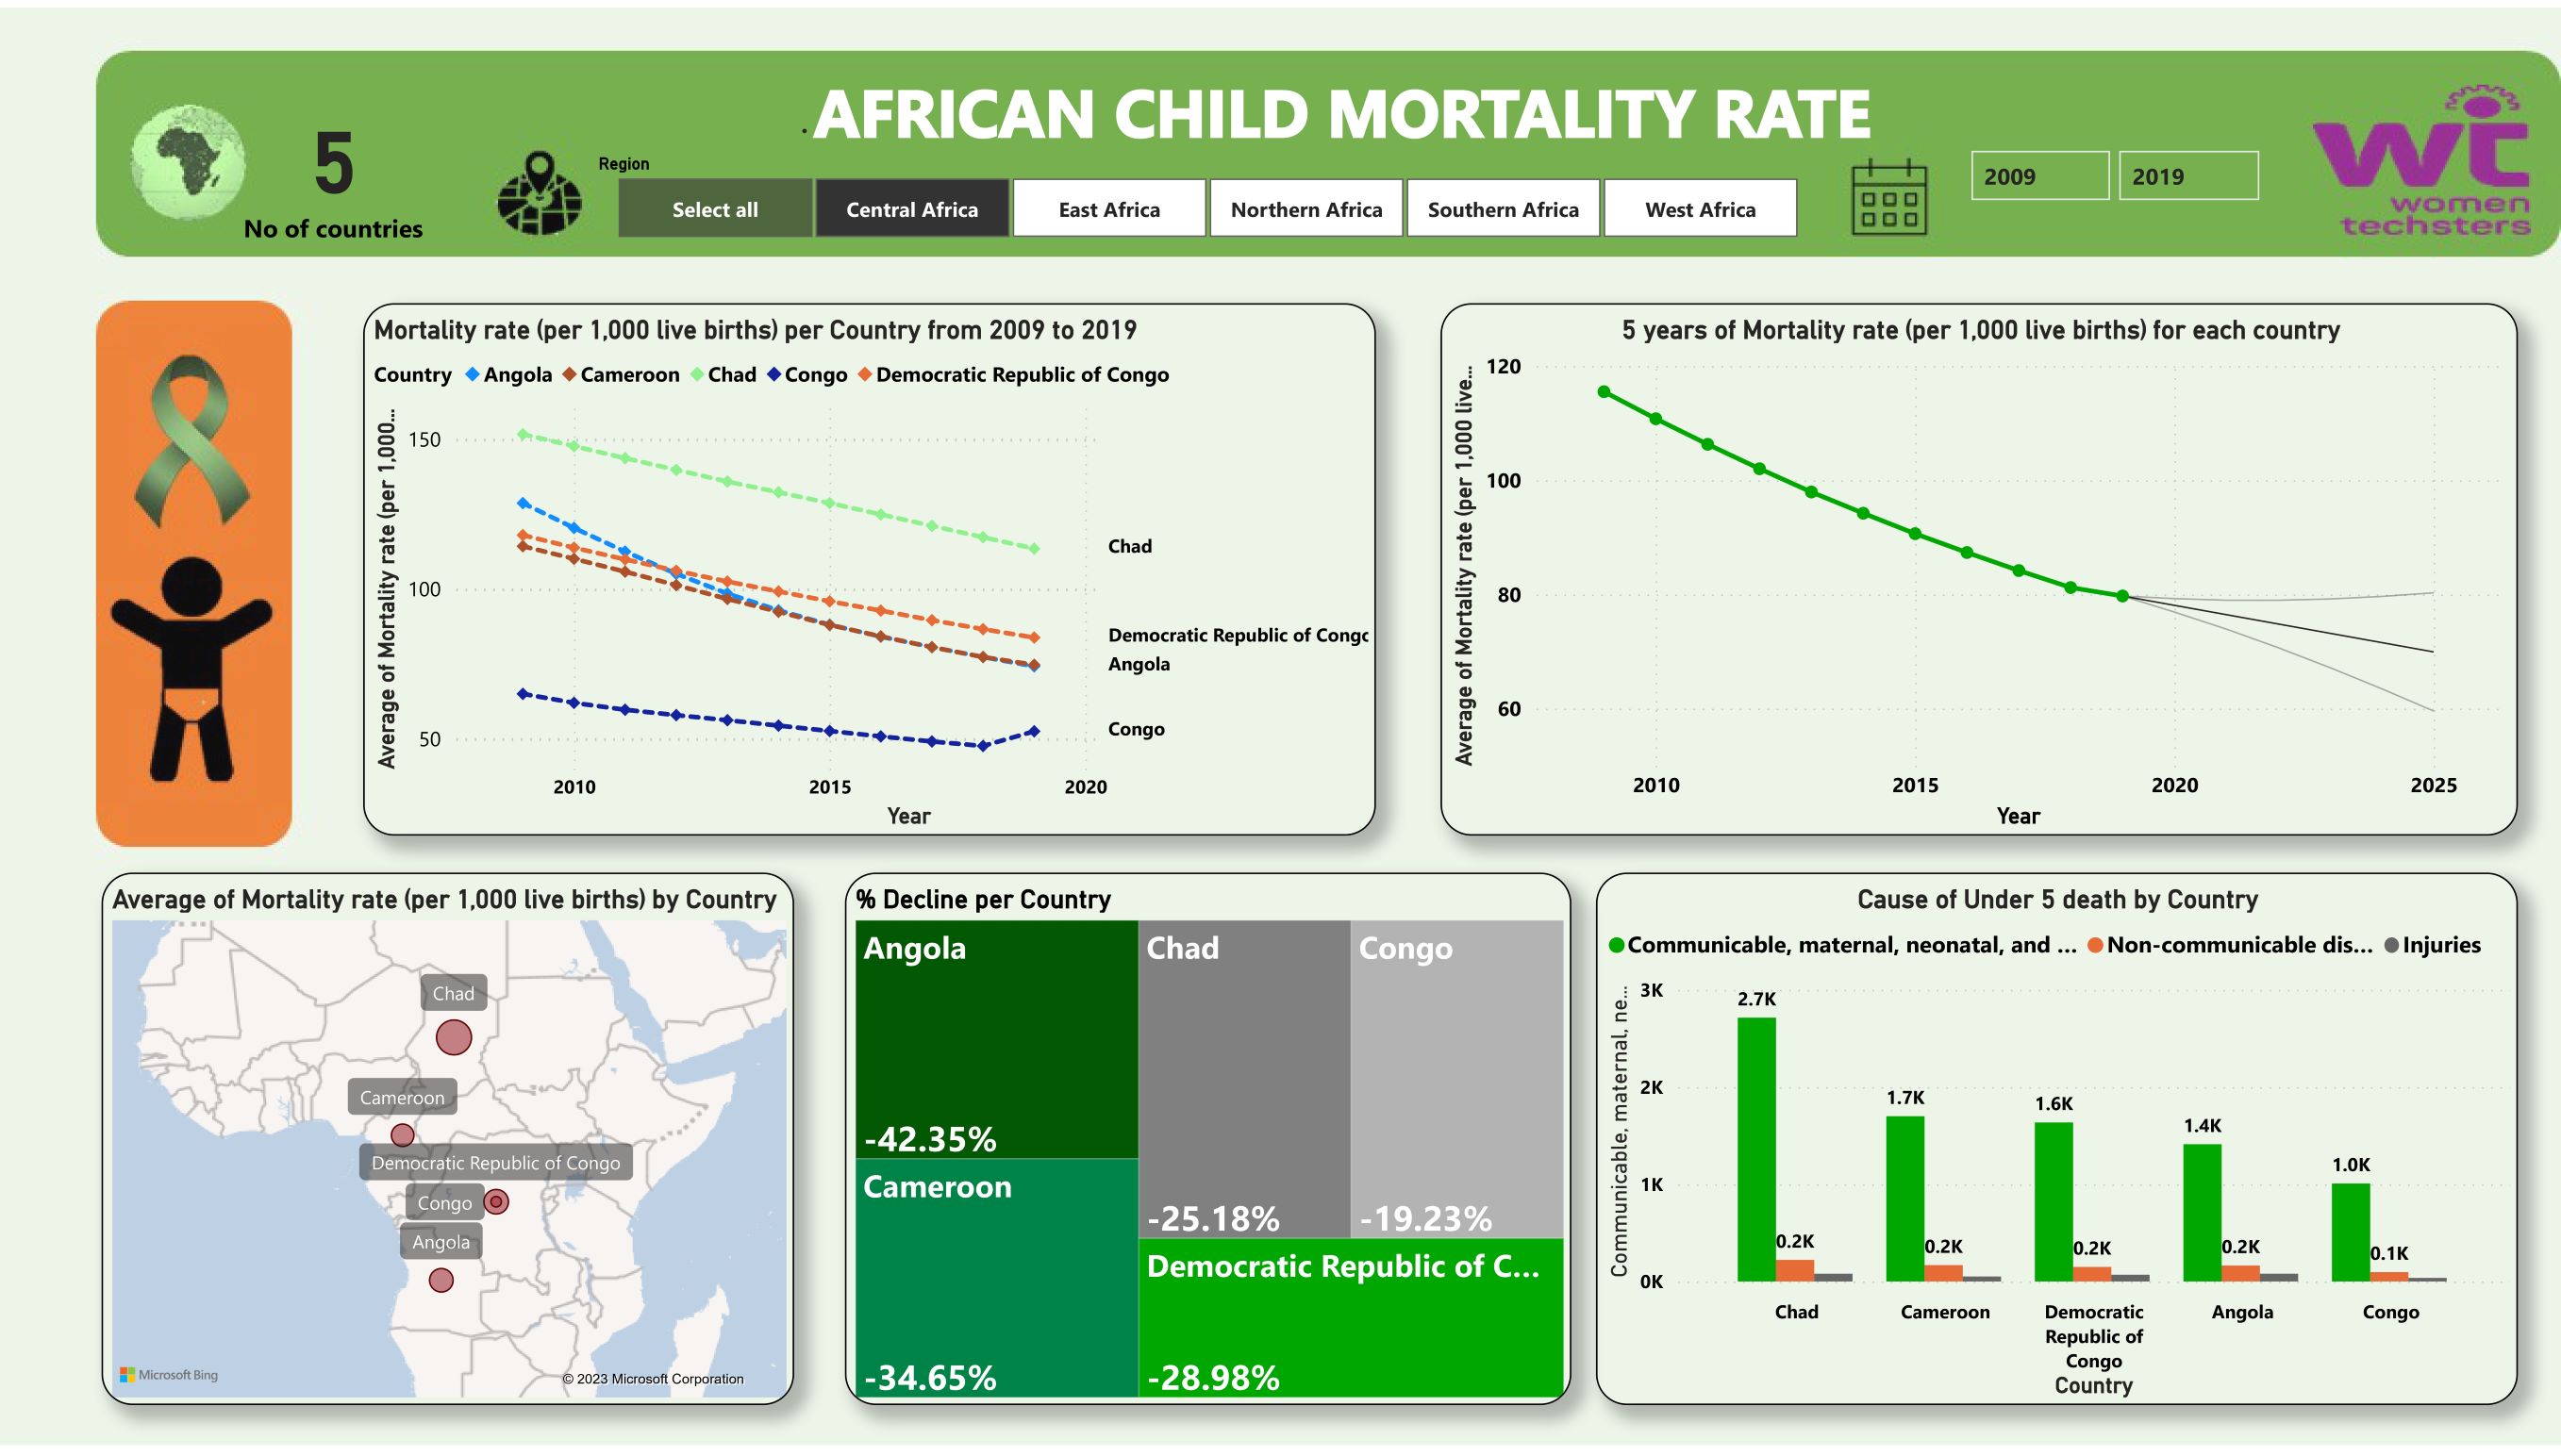 . AFRICAN CHILD MORTALITY RATE
5
No of countries
Region
Select all
Central Africa
East Africa
Northern Africa
Southern Africa
West Africa
2009
2019
wt
women
techsters
Mortality rate (per 1,000 live births) per Country from 2009 to 2019
Country Angola Cameroon Chad Congo Democratic Republic of Congo
Average of Mortality rate (per 1,000...
150
100
50
Chad
Democratic Republic of Congo
Angola
Congo
2010 2015 2020
Year
5 years of Mortality rate (per 1,000 live births) for each country
Average of Mortality rate (per 1,000 live...
120
100
80
60
2010 2015 2020 2025
Year
Average of Mortality rate (per 1,000 live births) by Country
Chad
Cameroon
Democratic Republic of Congo
Congo
Angola
Microsoft Bing
© 2023 Microsoft Corporation
% Decline per Country
Angola
-42.35%
Cameroon
-34.65%
Chad
-25.18%
Congo
-19.23%
Democratic Republic of C...
-28.98%
Cause of Under 5 death by Country
Communicable, maternal, neonatal, and ... Non-communicable dis... Injuries
Communicable, maternal, ne...
3K
2K
1K
0K
2.7K
0.2K
1.7K
0.2K
1.6K
0.2K
1.4K
0.2K
1.0K
0.1K
Chad
Cameroon
Democratic
Republic of
Congo
Angola
Congo
Country